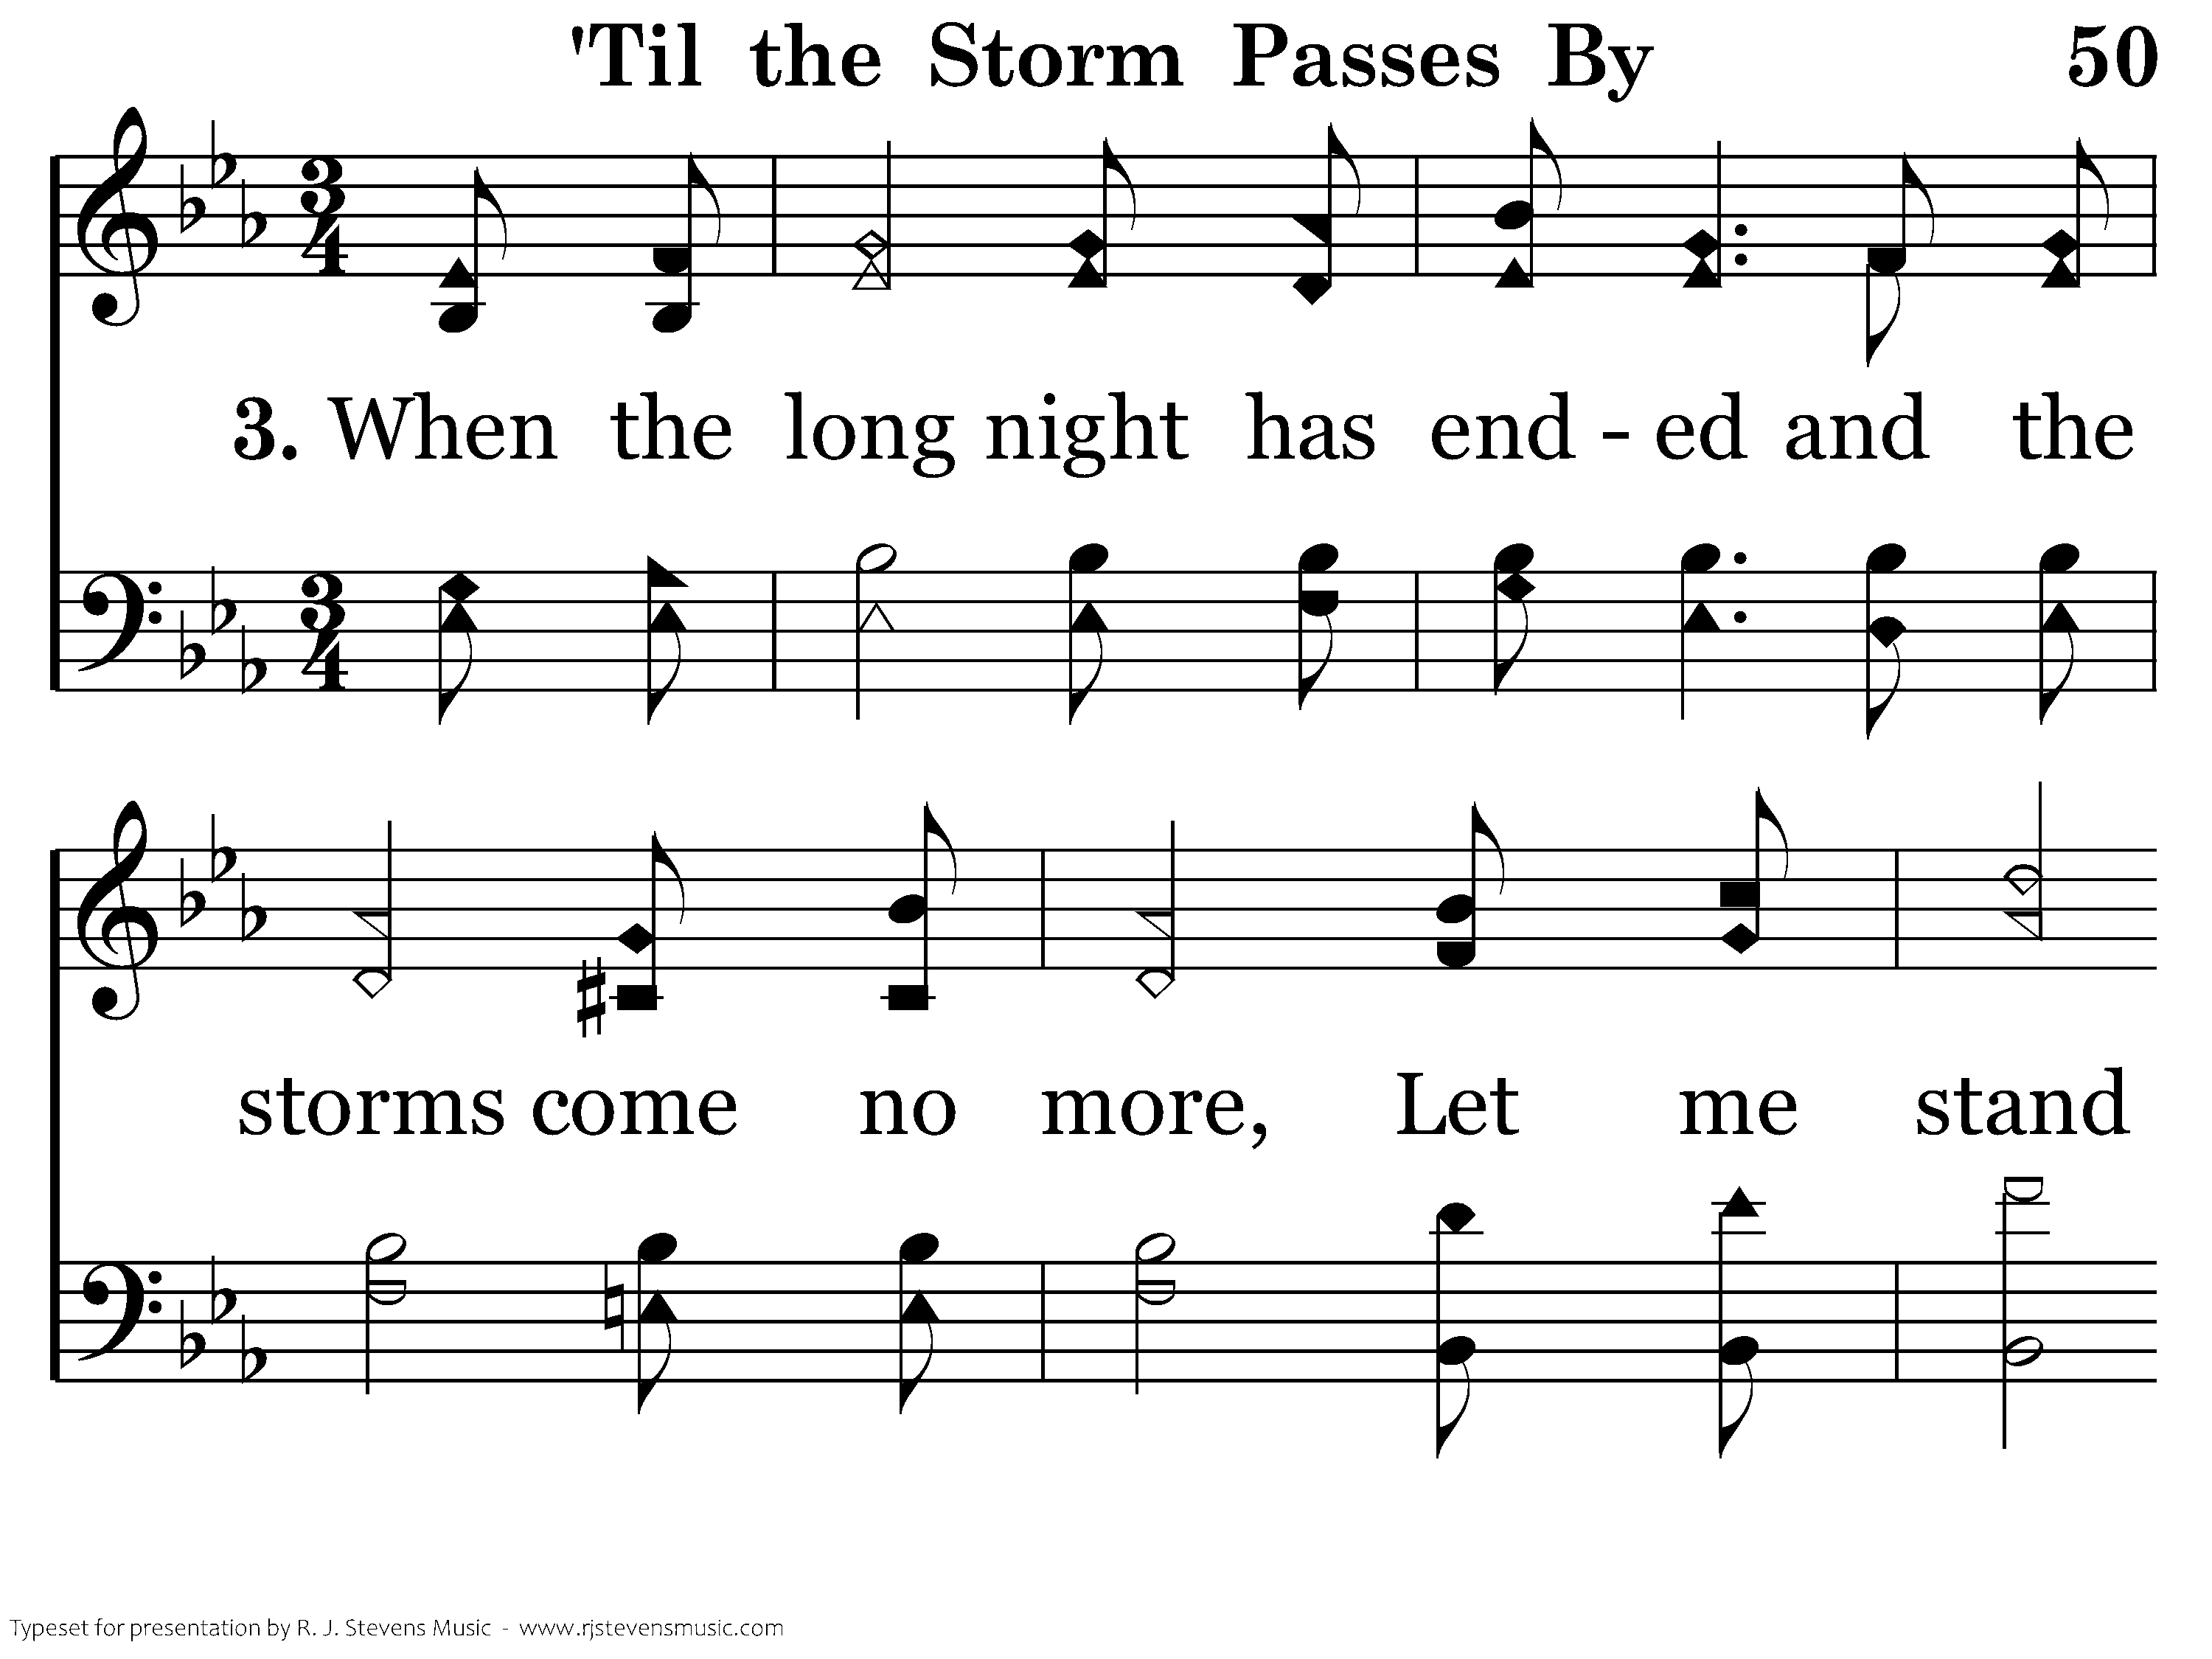 'Til the Storm Passes By 50
3. When the long night has end - ed and the
storms come no more, Let me stand
Typeset for presentation by R. J. Stevens Music - www.rjstevensmusic.com